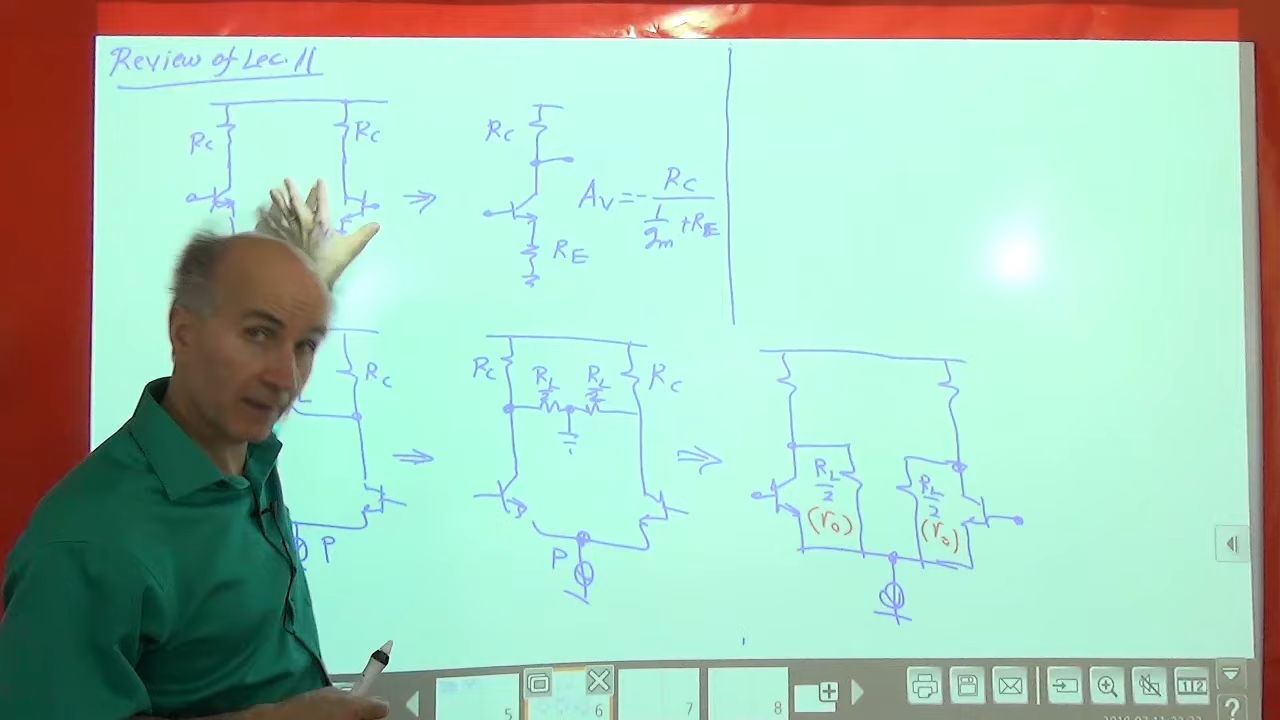 Review of Lec. 11
RC
RC
RC
AV = - RC / (1/gm + RE)
RE
RC
P
RC
RL/2
RL/2
RC
P
RL/2
(ro)
RL/2
(ro)
5
6
7
8
12
?